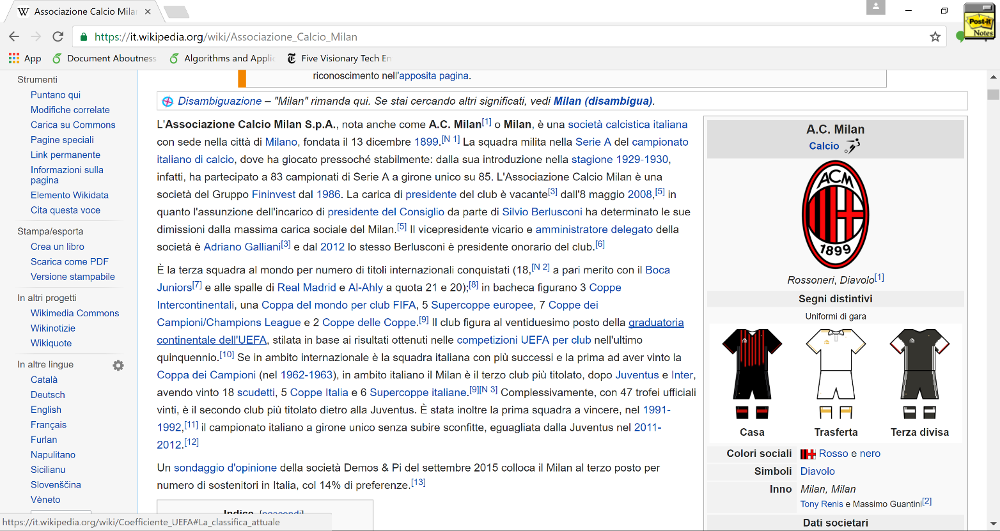 Associazione Calcio Mila
Post-it
Notes
https://it.wikipedia.org/wiki/Associazione_Calcio_Milan
App Document Aboutness Algorithms and Applic Five Visionary Tech En
riconoscimento nell'apposita pagina.
Disambiguazione – "Milan" rimanda qui. Se stai cercando altri significati, vedi Milan (disambigua).
Strumenti
Puntano qui
Modifiche correlate
Carica su Commons
Pagine speciali
Link permanente
Informazioni sulla
pagina
Elemento Wikidata
Cita questa voce
Stampa/esporta
Crea un libro
Scarica come PDF
Versione stampabile
In altri progetti
Wikimedia Commons
Wikinotizie
Wikiquote
In altre lingue
Català
Deutsch
English
Français
Furlan
Napulitano
Sicilianu
Slovenščina
Vèneto
L'Associazione Calcio Milan S.p.A., nota anche come A.C. Milan[1] o Milan, è una società calcistica italiana
con sede nella città di Milano, fondata il 13 dicembre 1899.[N 1] La squadra milita nella Serie A del campionato
italiano di calcio, dove ha giocato pressoché stabilmente: dalla sua introduzione nella stagione 1929-1930,
infatti, ha partecipato a 83 campionati di Serie A a girone unico su 85. L'Associazione Calcio Milan è una
società del Gruppo Fininvest dal 1986. La carica di presidente del club è vacante[3] dall'8 maggio 2008,[5] in
quanto l'assunzione dell'incarico di presidente del Consiglio da parte di Silvio Berlusconi ha determinato le sue
dimissioni dalla massima carica sociale del Milan.[5] Il vicepresidente vicario e amministratore delegato della
società è Adriano Galliani[3] e dal 2012 lo stesso Berlusconi è presidente onorario del club.[6]
È la terza squadra al mondo per numero di titoli internazionali conquistati (18,[N 2] a pari merito con il Boca
Juniors[7] e alle spalle di Real Madrid e Al-Ahly a quota 21 e 20);[8] in bacheca figurano 3 Coppe
Intercontinentali, una Coppa del mondo per club FIFA, 5 Supercoppe europee, 7 Coppe dei
Campioni/Champions League e 2 Coppe delle Coppe.[9] Il club figura al ventiduesimo posto della graduatoria
continentale dell'UEFA, stilata in base ai risultati ottenuti nelle competizioni UEFA per club nell'ultimo
quinquennio.[10] Se in ambito internazionale è la squadra italiana con più successi e la prima ad aver vinto la
Coppa dei Campioni (nel 1962-1963), in ambito italiano il Milan è il terzo club più titolato, dopo Juventus e Inter,
avendo vinto 18 scudetti, 5 Coppe Italia e 6 Supercoppe italiane.[9][N 3] Complessivamente, con 47 trofei ufficiali
vinti, è il secondo club più titolato dietro alla Juventus. È stata inoltre la prima squadra a vincere, nel 1991-
1992,[11] il campionato italiano a girone unico senza subire sconfitte, eguagliata dalla Juventus nel 2011-
2012.[12]
Un sondaggio d'opinione della società Demos & Pi del settembre 2015 colloca il Milan al terzo posto per
numero di sostenitori in Italia, col 14% di preferenze.[13]
Indice [nascondi]
A.C. Milan
Calcio
ACM
1899
Rossoneri, Diavolo[1]
Segni distintivi
Uniformi di gara
Casa Trasferta Terza divisa
Colori sociali Rosso e nero
Simboli Diavolo
Inno Milan, Milan
Tony Renis e Massimo Guantini[2]
Dati societari
https://it.wikipedia.org/wiki/Coefficiente_UEFA#La_classifica_attuale